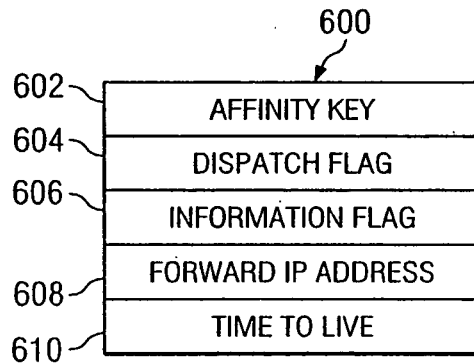 600
602 AFFINITY KEY
604 DISPATCH FLAG
606 INFORMATION FLAG
608 FORWARD IP ADDRESS
610 TIME TO LIVE